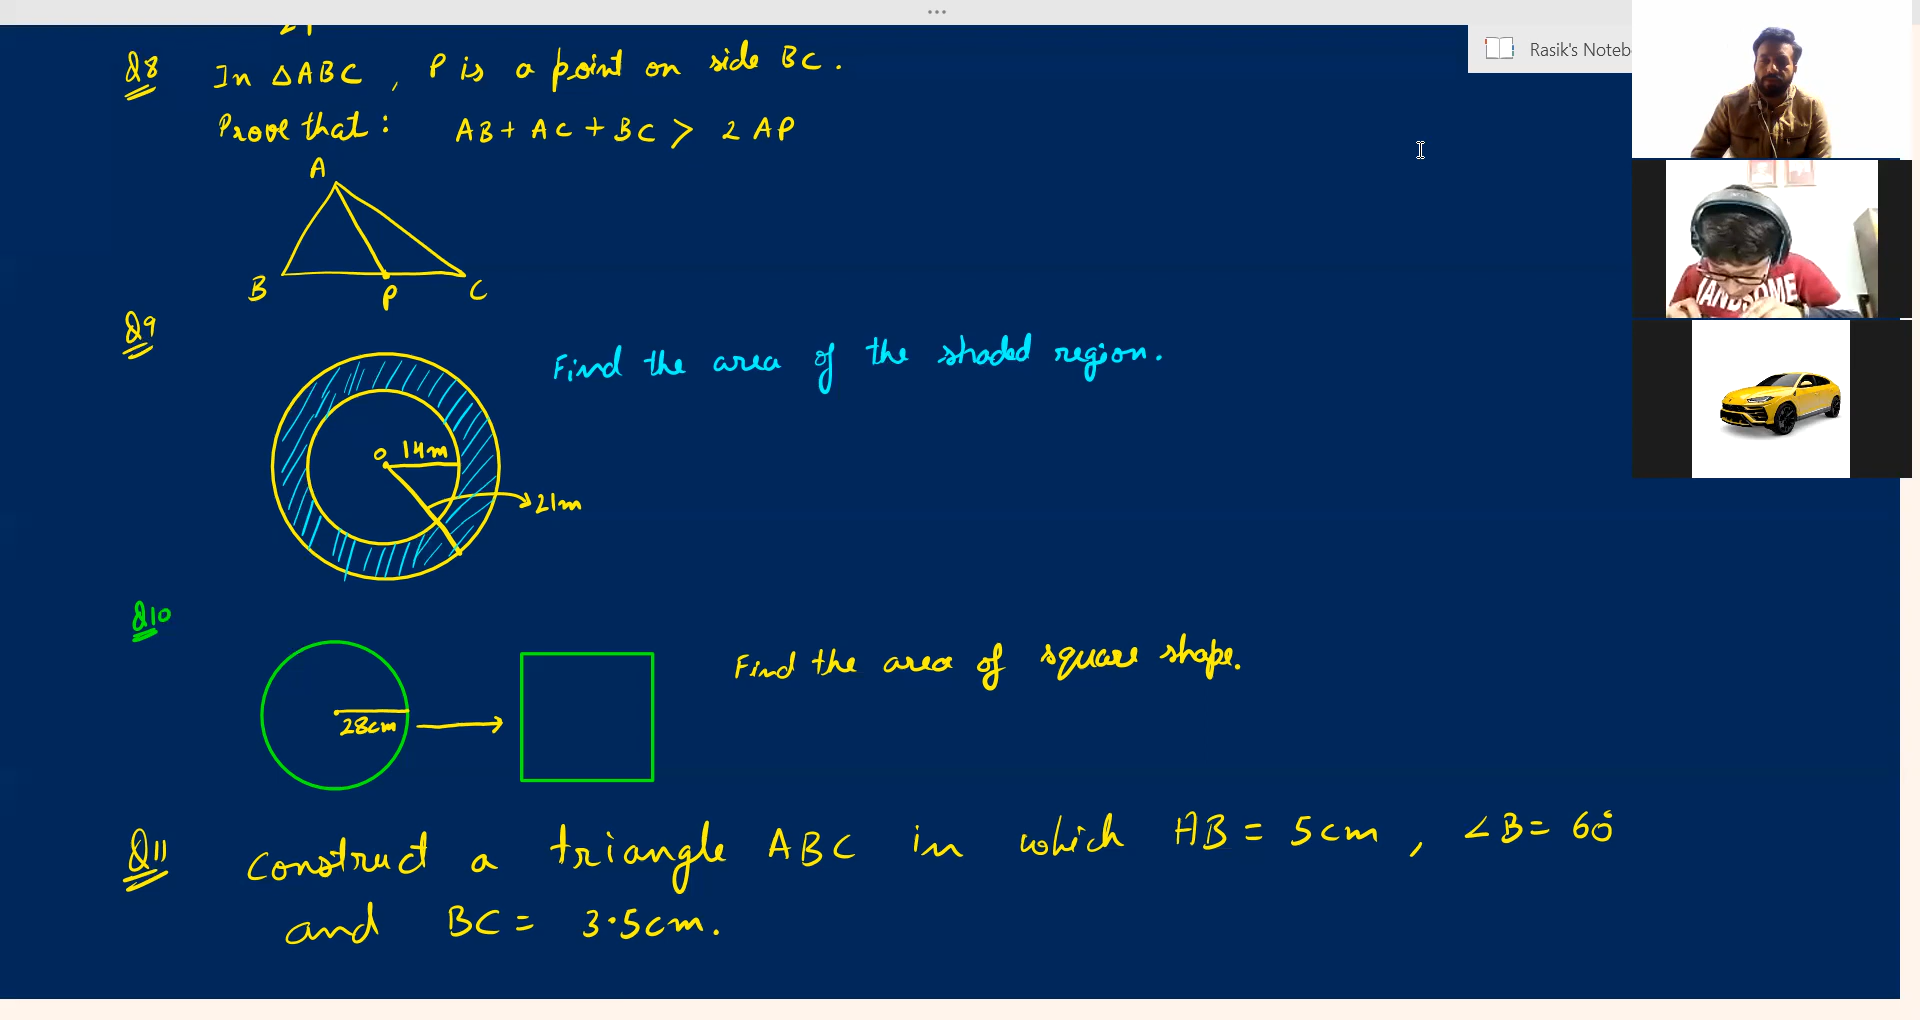 Q8 In △ABC, P is a point on side BC.
Prove that: AB + AC + BC > 2 AP
A
B
P
C
Q9
Find the area of the shaded region.
O
14m
21m
Q10
Find the area of square shape.
28cm
Q11 Construct a triangle ABC in which AB = 5cm, ∠B = 60°
and BC = 3.5cm.
Rasik's Noteb
HANDSOME